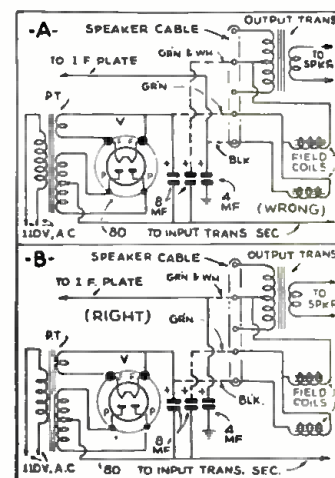 -A-
SPEAKER CABLE
OUTPUT TRANS.
TO I F. PLATE
GRN & WH
TO SPKR
P.T.
V
GRN
F F
P P
+ + +
8 MF
4 MF
BLK
FIELD COILS
(WRONG)
110V, A.C
'80
TO INPUT TRANS. SEC
-B-
SPEAKER CABLE
OUTPUT TRANS.
TO I F. PLATE
GRN & WH
TO SPKR
P.T
(RIGHT)
GRN
V
F F
P P
+ + +
8 MF
4 MF
BLK.
FIELD COILS
110V, A.C
'80
TO INPUT TRANS. SEC.